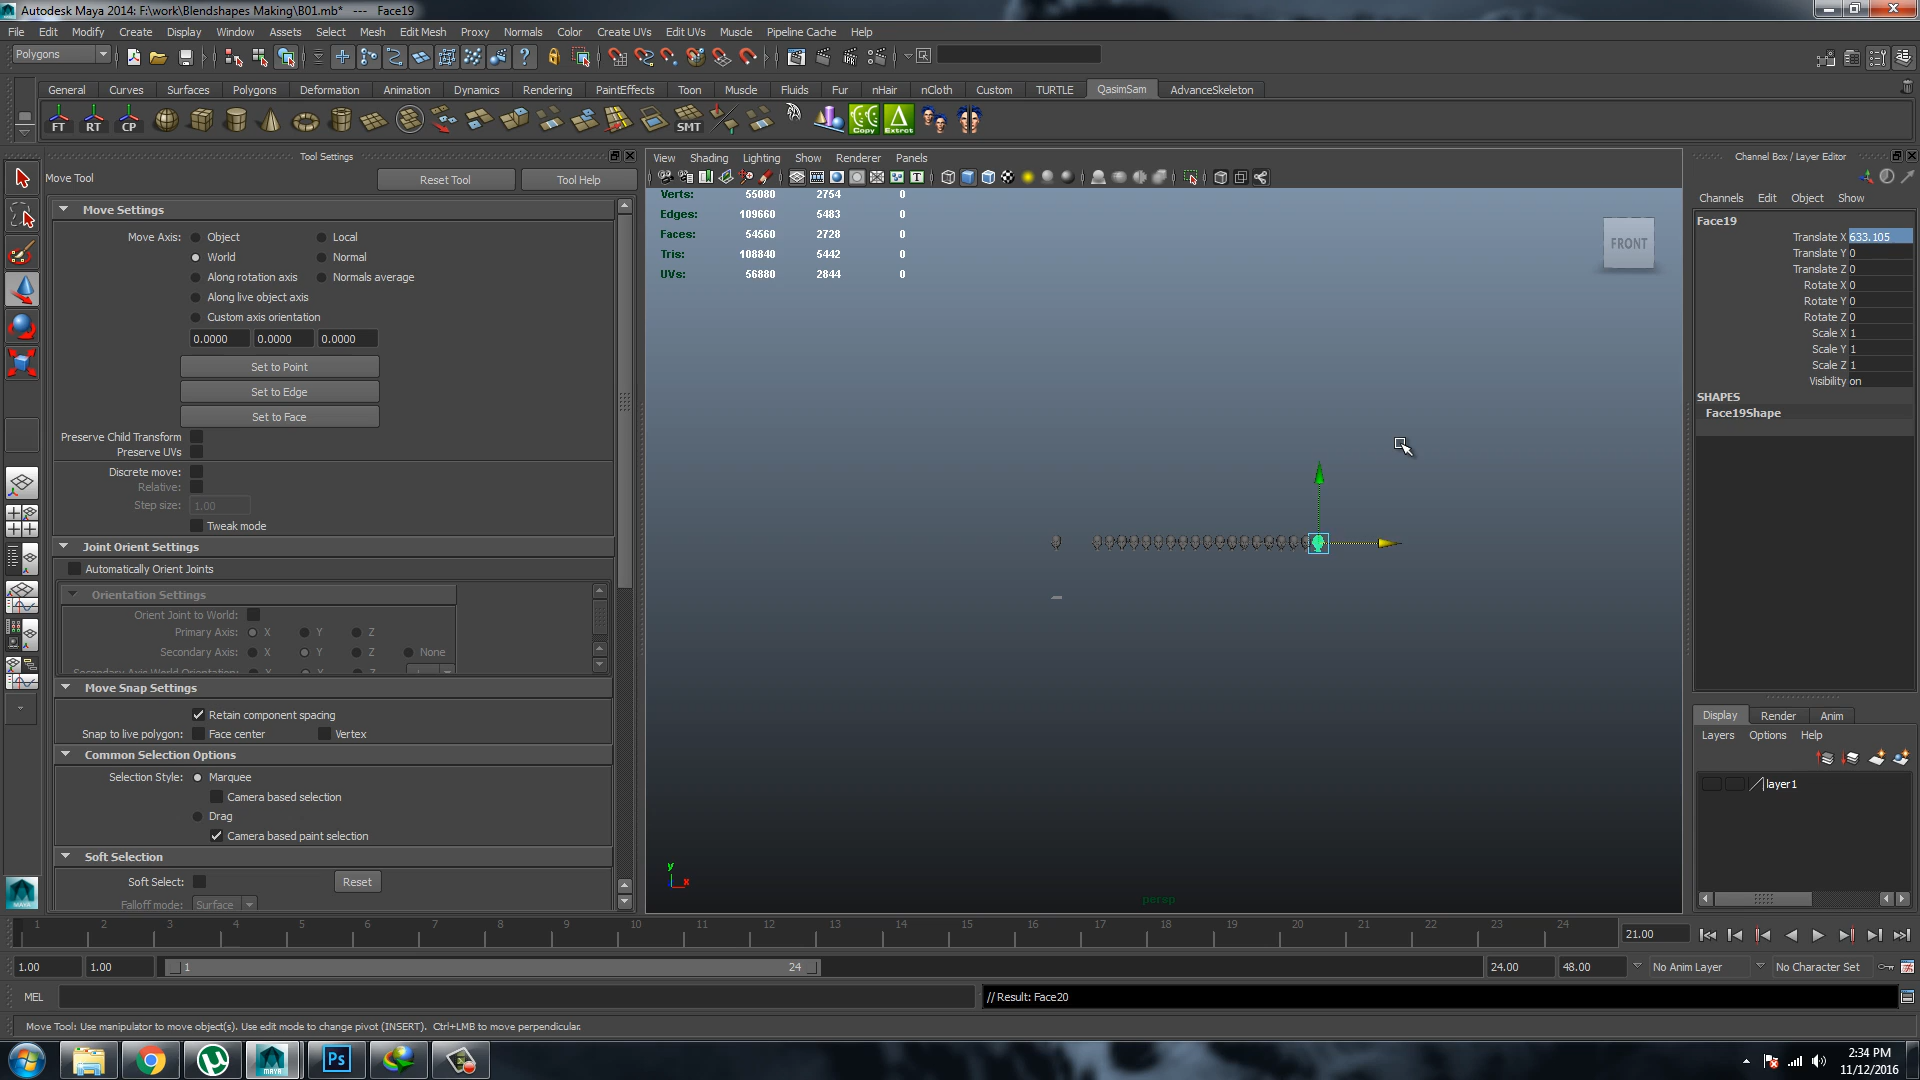 Autodesk Maya 2014: F:\work\Blendshapes Making\B01.mb* --- Face19
File Edit Modify Create Display Window Assets Select Mesh Edit Mesh Proxy Normals Color Create UVs Edit UVs Muscle Pipeline Cache Help
Polygons
General Curves Surfaces Polygons Deformation Animation Dynamics Rendering PaintEffects Toon Muscle Fluids Fur nHair nCloth Custom TURTLE QasimSam AdvanceSkeleton
FT RT CP SMT Copy Extrct
Tool Settings
Move Tool Reset Tool Tool Help
Move Settings
Move Axis: Object Local
World Normal
Along rotation axis Normals average
Along live object axis
Custom axis orientation
0.0000 0.0000 0.0000
Set to Point
Set to Edge
Set to Face
Preserve Child Transform
Preserve UVs
Discrete move:
Relative:
Step size: 1.00
Tweak mode
Joint Orient Settings
Automatically Orient Joints
Orientation Settings
Orient Joint to World:
Primary Axis: X Y Z
Secondary Axis: X Y Z None
Secondary Axis World Orientation:
Move Snap Settings
Retain component spacing
Snap to live polygon: Face center Vertex
Common Selection Options
Selection Style: Marquee
Camera based selection
Drag
Camera based paint selection
Soft Selection
Soft Select: Reset
Falloff mode: Surface
View Shading Lighting Show Renderer Panels
Verts: 55080 2754 0
Edges: 109660 5483 0
Faces: 54560 2728 0
Tris: 108840 5442 0
UVs: 56880 2844 0
FRONT
y
x
persp
Channel Box / Layer Editor
Channels Edit Object Show
Face19
Translate X 633.105
Translate Y 0
Translate Z 0
Rotate X 0
Rotate Y 0
Rotate Z 0
Scale X 1
Scale Y 1
Scale Z 1
Visibility on
SHAPES
Face19Shape
Display Render Anim
Layers Options Help
layer1
1 2 3 4 5 6 7 8 9 10 11 12 13 14 15 16 17 18 19 20 21 22 23 24 21.00
1.00 1.00 1 24 24.00 48.00 No Anim Layer No Character Set
MEL // Result: Face20
Move Tool: Use manipulator to move object(s). Use edit mode to change pivot (INSERT). Ctrl+LMB to move perpendicular.
MAYA Ps
2:34 PM
11/12/2016